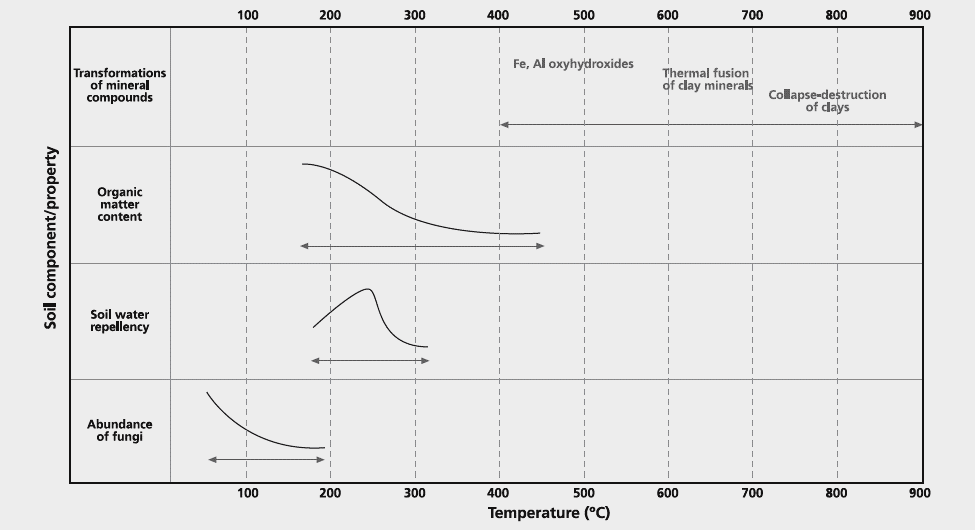 100 200 300 400 500 600 700 800 900
Fe, Al oxyhydroxides
Transformations
of mineral
compounds
Thermal fusion
of clay minerals
Collapse-destruction
of clays
Soil component/property
Organic
matter
content
Soil water
repellency
Abundance
of fungi
100 200 300 400 500 600 700 800 900
Temperature (ºC)